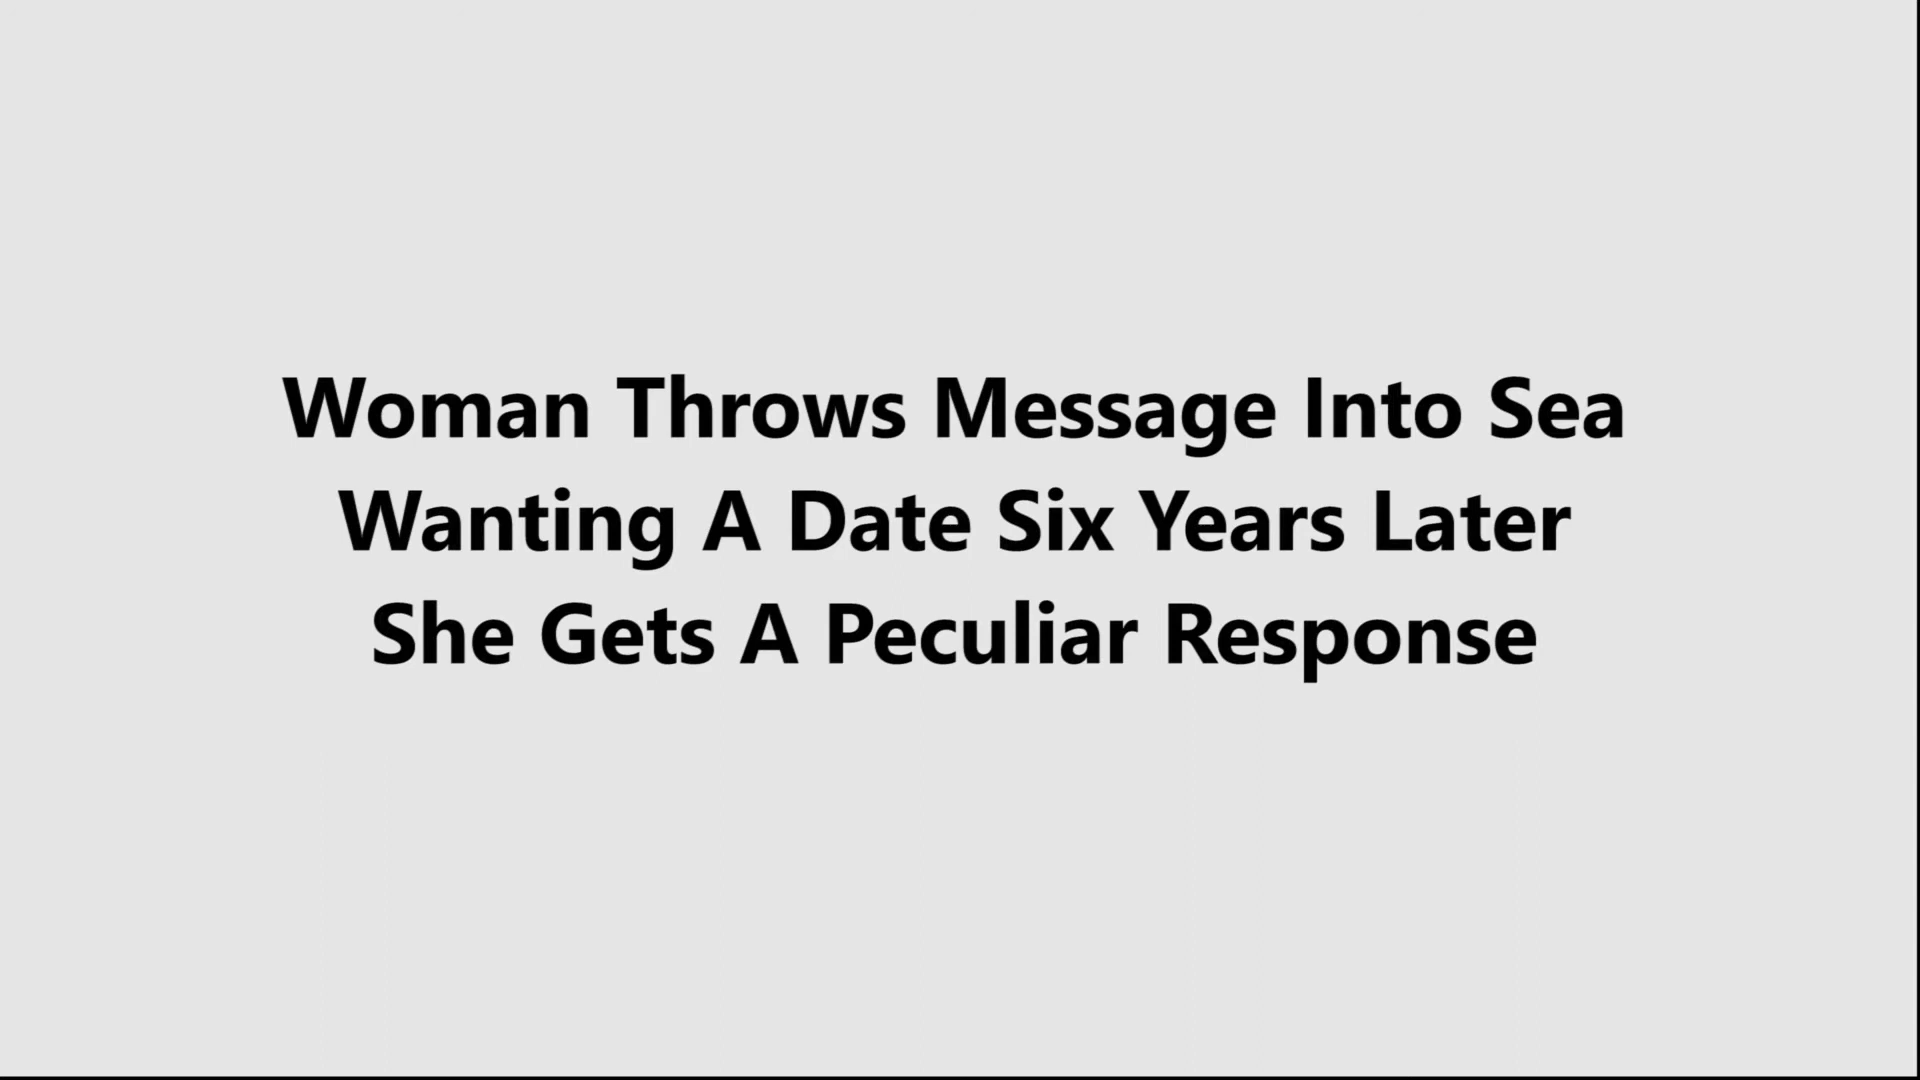 Woman Throws Message Into Sea
Wanting A Date Six Years Later
She Gets A Peculiar Response